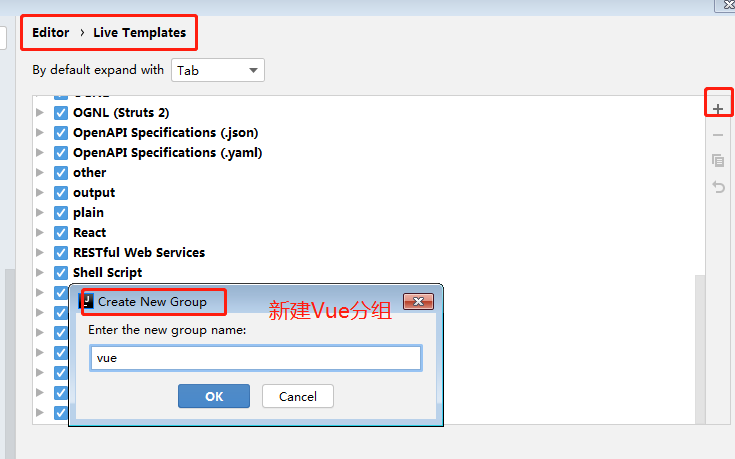 Editor › Live Templates
By default expand with Tab
OGNL (Struts 2)
OpenAPI Specifications (.json)
OpenAPI Specifications (.yaml)
other
output
plain
React
RESTful Web Services
Shell Script
Create New Group
新建Vue分组
Enter the new group name:
vue
OK Cancel